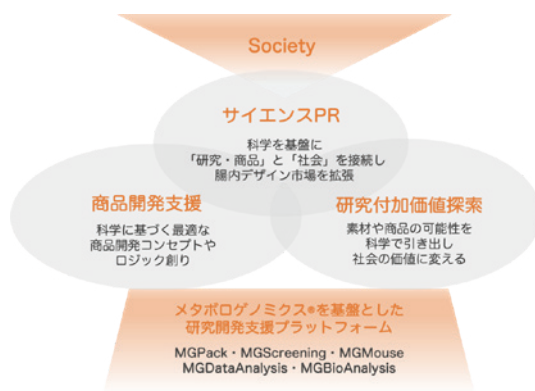 Society
サイエンスPR
科学を基盤に
「研究・商品」と「社会」を接続し
腸内デザイン市場を拡張
商品開発支援
科学に基づく最適な
商品開発コンセプトや
ロジック創り
研究付加価値探索
素材や商品の可能性を
科学で引き出し
社会の価値に変える
メタボロゲノミクス®を基盤とした
研究開発支援プラットフォーム
MGPack・MGScreening・MGMouse
MGDataAnalysis・MGBioAnalysis